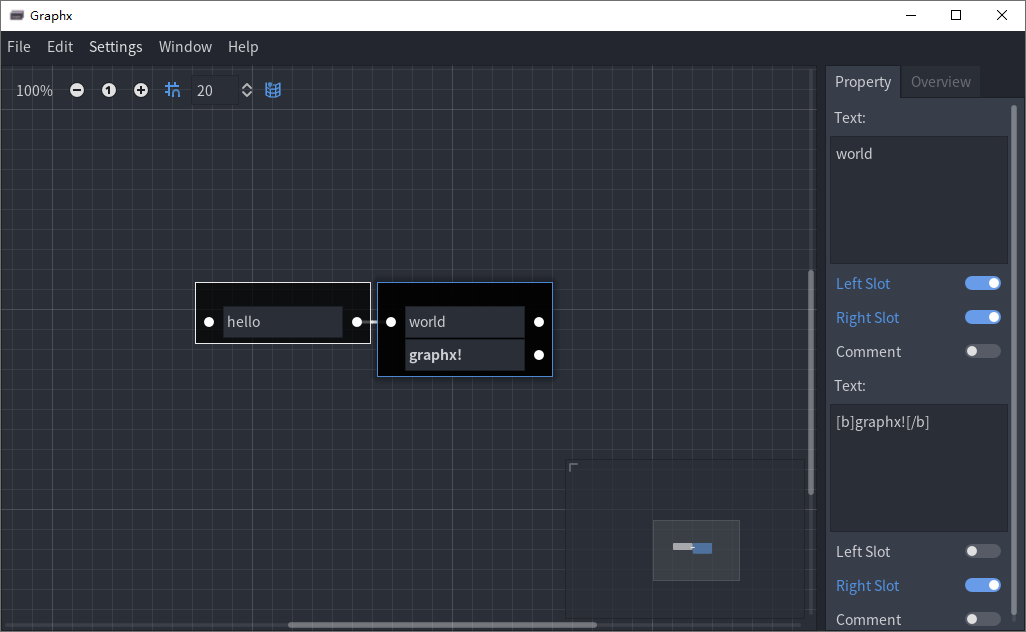 Graphx
File Edit Settings Window Help
100% 1 20
Property Overview
Text:
world
Left Slot
Right Slot
Comment
Text:
[b]graphx![/b]
Left Slot
Right Slot
Comment
hello
world
graphx!